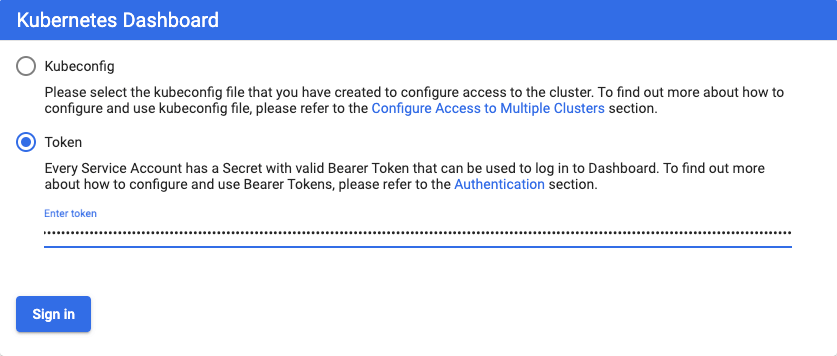 Kubernetes Dashboard
Kubeconfig
Please select the kubeconfig file that you have created to configure access to the cluster. To find out more about how to
configure and use kubeconfig file, please refer to the Configure Access to Multiple Clusters section.
Token
Every Service Account has a Secret with valid Bearer Token that can be used to log in to Dashboard. To find out more
about how to configure and use Bearer Tokens, please refer to the Authentication section.
Enter token
Sign in